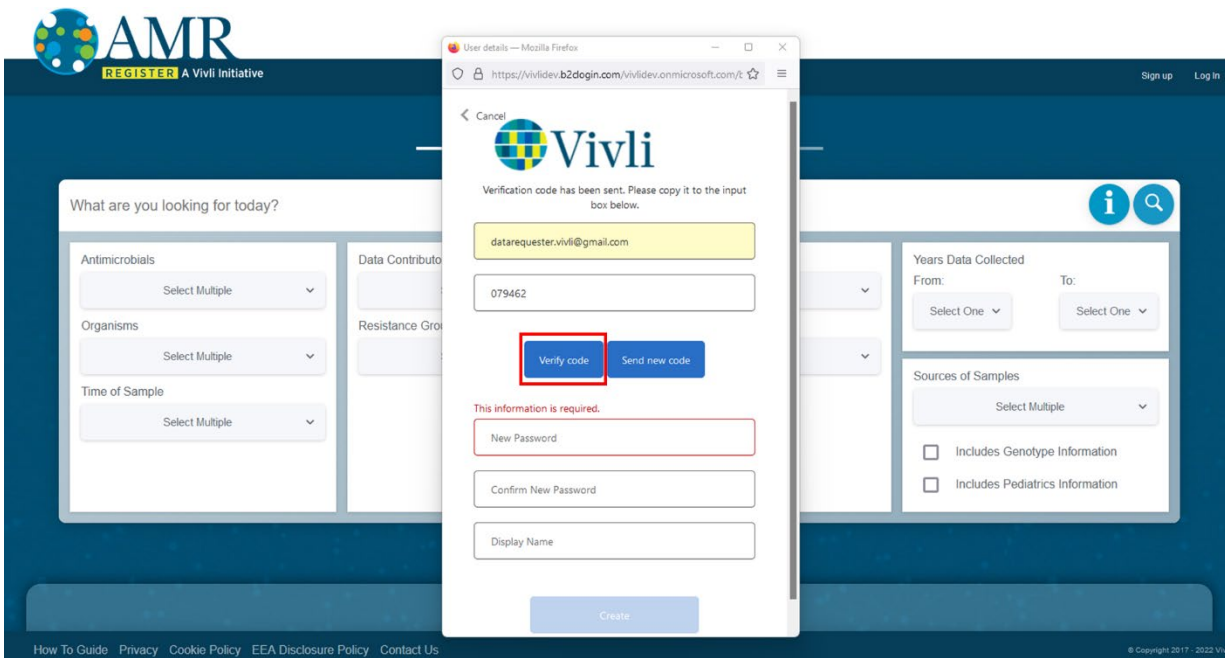 AMR
REGISTER A Vivli Initiative
Sign up Log In
User details — Mozilla Firefox
https://vivlidev.b2clogin.com/vivlidev.onmicrosoft.com/
Cancel
Vivli
Verification code has been sent. Please copy it to the input
box below.
datarequester.vivli@gmail.com
079462
Verify code Send new code
This information is required.
New Password
Confirm New Password
Display Name
Create
What are you looking for today?
i
Antimicrobials
Select Multiple
Organisms
Select Multiple
Time of Sample
Select Multiple
Data Contributo
Resistance Gro
Years Data Collected
From: To:
Select One Select One
Sources of Samples
Select Multiple
Includes Genotype Information
Includes Pediatrics Information
How To Guide Privacy Cookie Policy EEA Disclosure Policy Contact Us
© Copyright 2017 - 2022 Viv